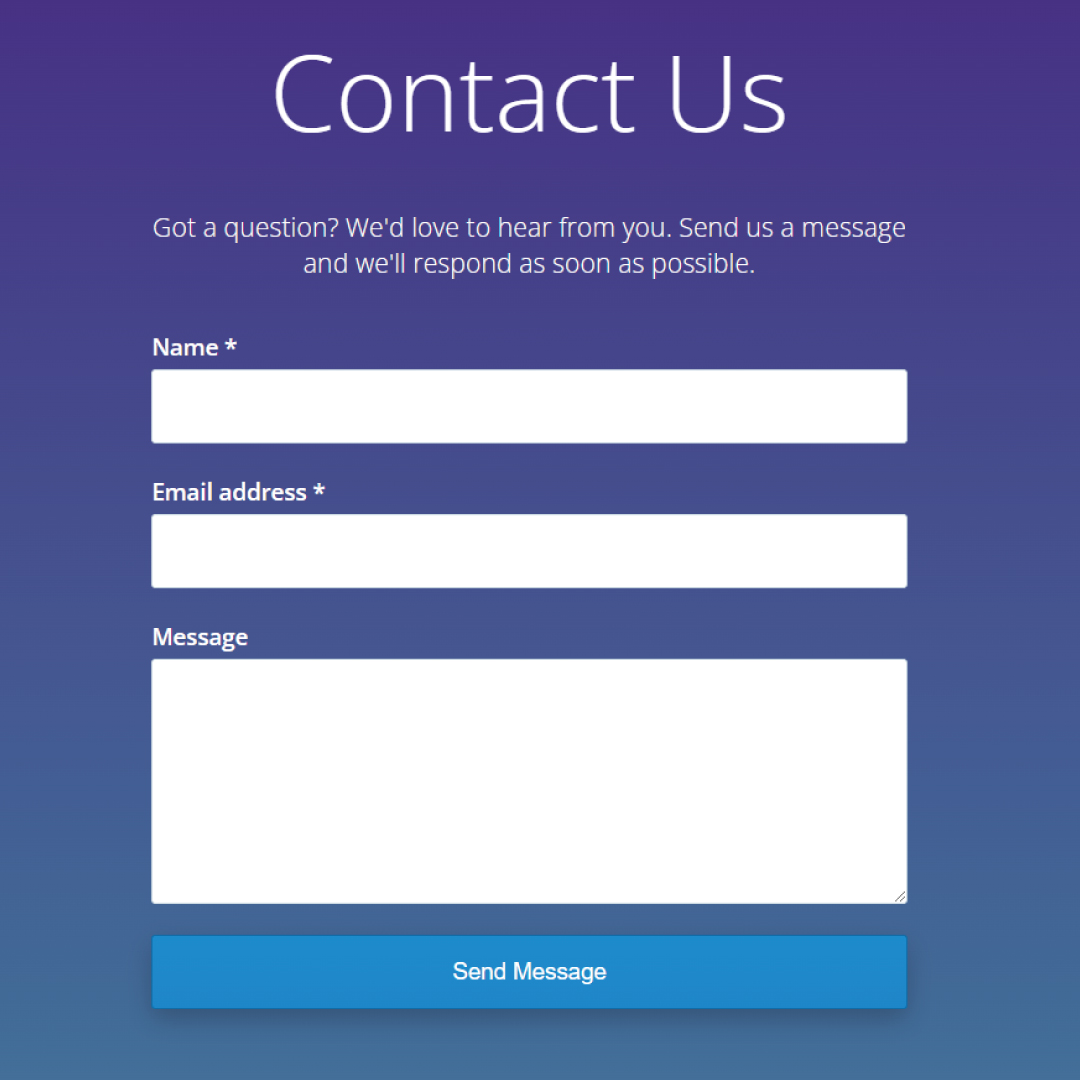 Contact Us
Got a question? We'd love to hear from you. Send us a message
and we'll respond as soon as possible.
Name *
Email address *
Message
Send Message